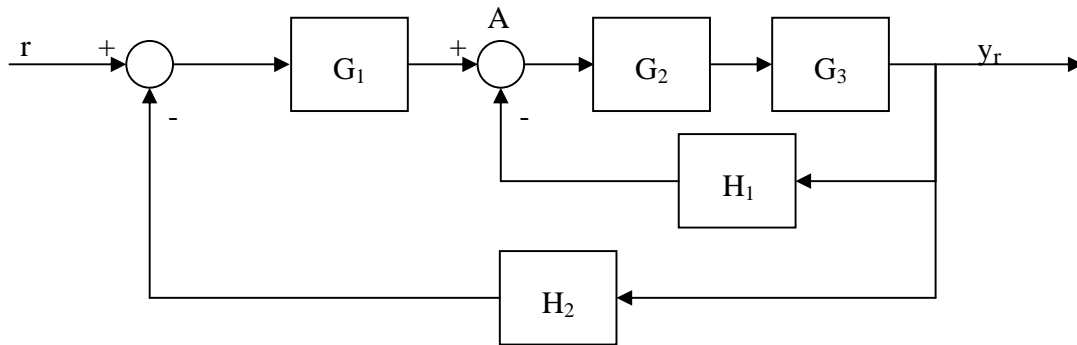 A
r + G₁ + G₂ G₃ yᵣ
- -
H₁
H₂